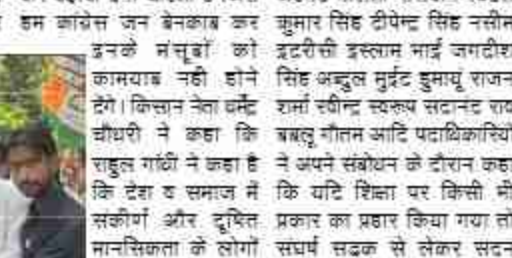 हम कांग्रेस जन बेनकाब कर
इनके मंसूबों को
कामयाब नही होने
देंगे। किसान नेता धर्मेंद्र
चौधरी ने कहा कि
राहुल गांधी ने कहा है
कि देश व समाज में
संकीर्ण और दूषित
मानसिकता के लोगों
कुमार सिंह टीपेन्द्र सिंह नसीम
इदरीसी इस्लाम भाई जगदीश
सिंह अब्दुल मुईद हुमायूं राजन
शर्मा रवीन्द्र स्वरूप सदानंद राय
बबलू गौतम आदि पदाधिकारियों
ने अपने संबोधन के दौरान कहा
कि यदि शिक्षा पर किसी भी
प्रकार का प्रहार किया गया तो
संघर्ष सड़क से लेकर सदन